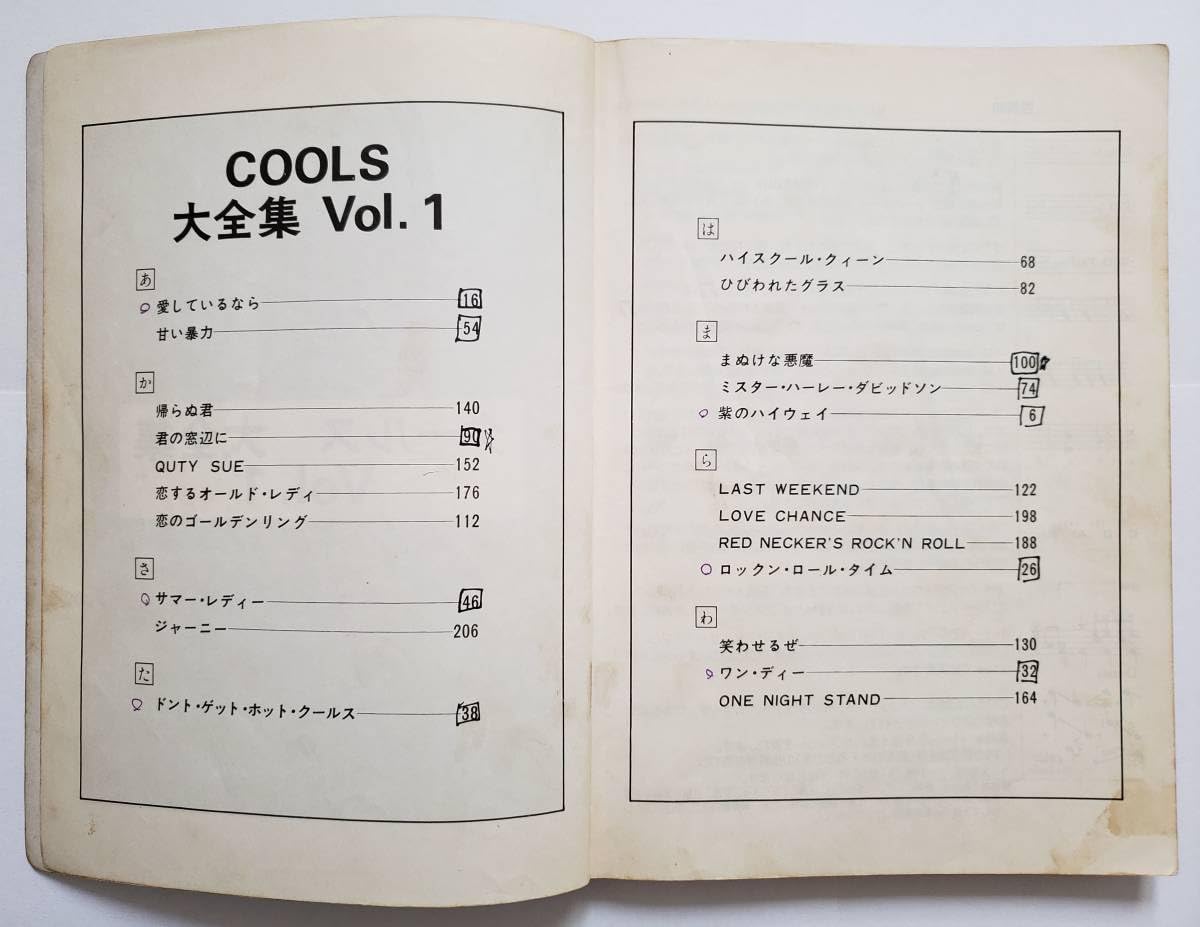 COOLS
大全集 Vol. 1
あ
愛しているなら 16
甘い暴力 54
か
帰らぬ君 140
君の窓辺に 90
QUTY SUE 152
恋するオールド・レディ 176
恋のゴールデンリング 112
さ
サマー・レディー 46
ジャーニー 206
た
ドント・ゲット・ホット・クールス 38
は
ハイスクール・クィーン 68
ひびわれたグラス 82
ま
まぬけな悪魔 100
ミスター・ハーレー・ダビッドソン 74
紫のハイウェイ 6
ら
LAST WEEKEND 122
LOVE CHANCE 198
RED NECKER'S ROCK'N ROLL 188
ロックン・ロール・タイム 26
わ
笑わせるぜ 130
ワン・ディー 32
ONE NIGHT STAND 164